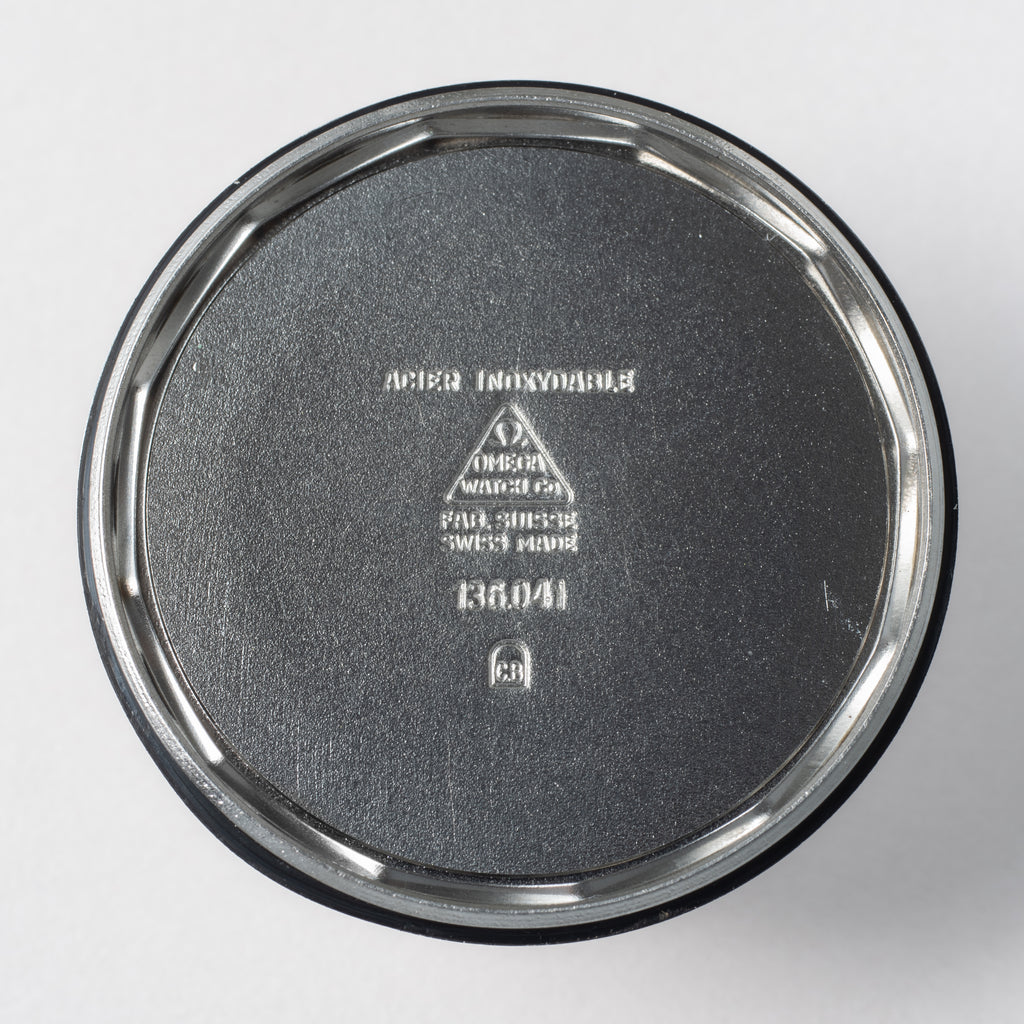 ACIER INOXYDABLE
Ω
OMEGA
WATCH Co
FAB. SUISSE
SWISS MADE
136.041
CB